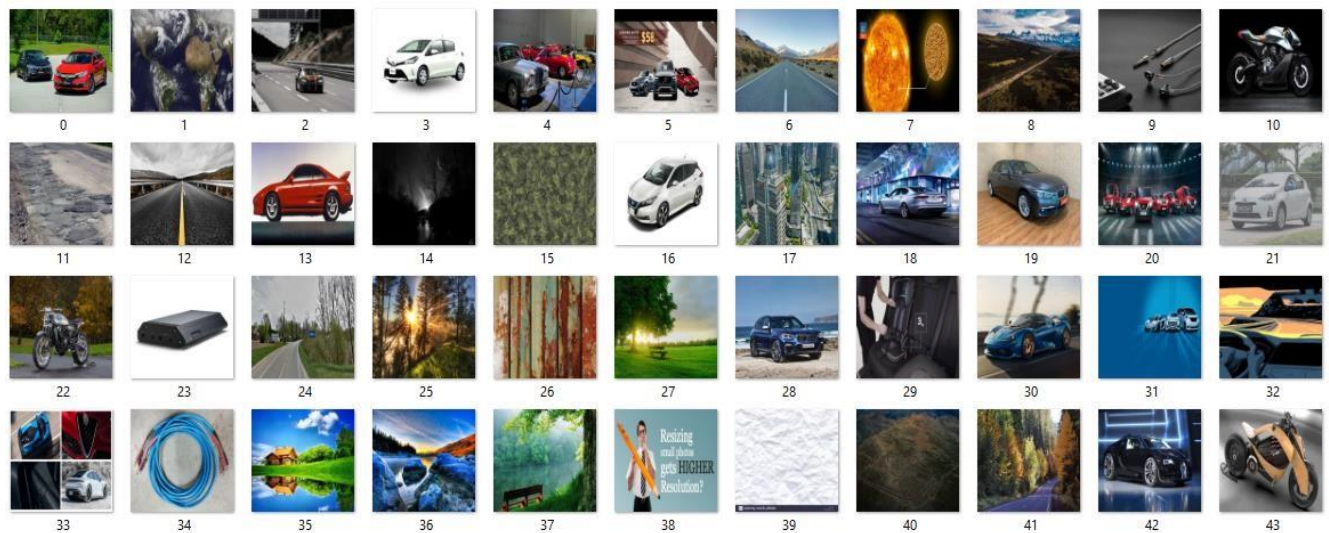 $58
0 1 2 3 4 5 6 7 8 9 10
11 12 13 14 15 16 17 18 19 20 21
3,
22 23 24 25 26 27 28 29 30 31 32
Resizing
small photos
gets HIGHER
Resolution?
33 34 35 36 37 38 39 40 41 42 43